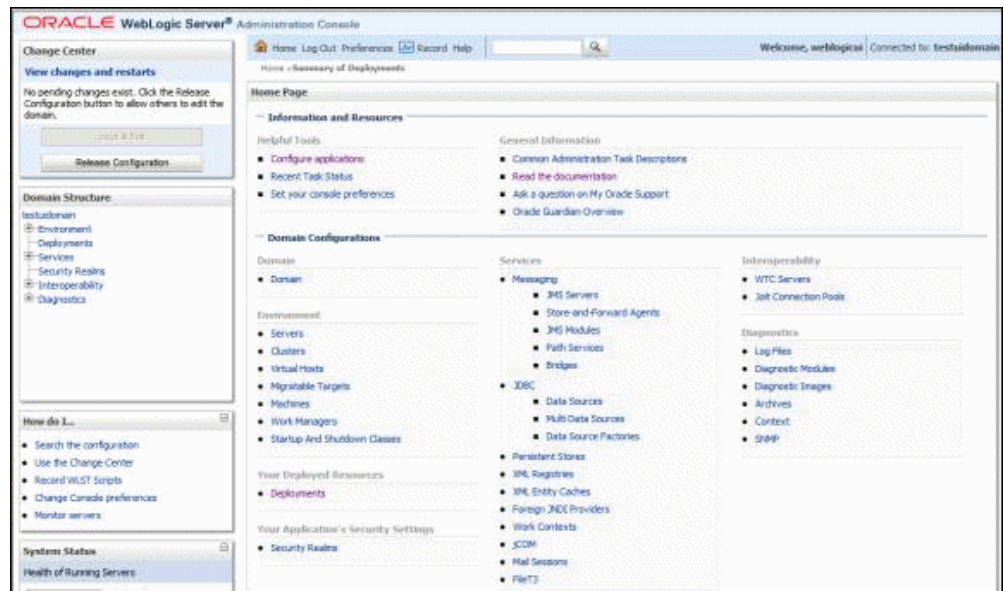 ORACLE WebLogic Server® Administration Console
Change Center
View changes and restarts
No pending changes exist. Click the Release
Configuration button to allow others to edit the
domain.
Release Configuration
Domain Structure
Environment
Deployments
Services
Security Realms
Interoperability
Diagnostics
How do I...
Search the configuration
Use the Change Center
Record WLST Scripts
Change Console preferences
Monitor servers
System Status
Health of Running Servers
Home Log Out Preferences Record Help
Welcome, weblogicui Connected to: testuidomain
Home >Summary of Deployments
Home Page
Information and Resources
Helpful Tools
Configure applications
Recent Task Status
Set your console preferences
General Information
Common Administration Task Descriptions
Read the documentation
Ask a question on My Oracle Support
Oracle Guardian Overview
Domain Configurations
Domain
Domain
Environment
Servers
Clusters
Virtual Hosts
Migratable Targets
Machines
Work Managers
Startup And Shutdown Classes
Your Deployed Resources
Deployments
Your Application's Security Settings
Security Realms
Services
Messaging
JMS Servers
Store-and-Forward Agents
JMS Modules
Path Services
Bridges
JDBC
Data Sources
Multi Data Sources
Data Source Factories
Persistent Stores
XML Registries
XML Entity Caches
Foreign JNDI Providers
Work Contexts
jCOM
Mail Sessions
FileT3
Interoperability
WTC Servers
Jolt Connection Pools
Diagnostics
Log Files
Diagnostic Modules
Diagnostic Images
Archives
Context
SNMP